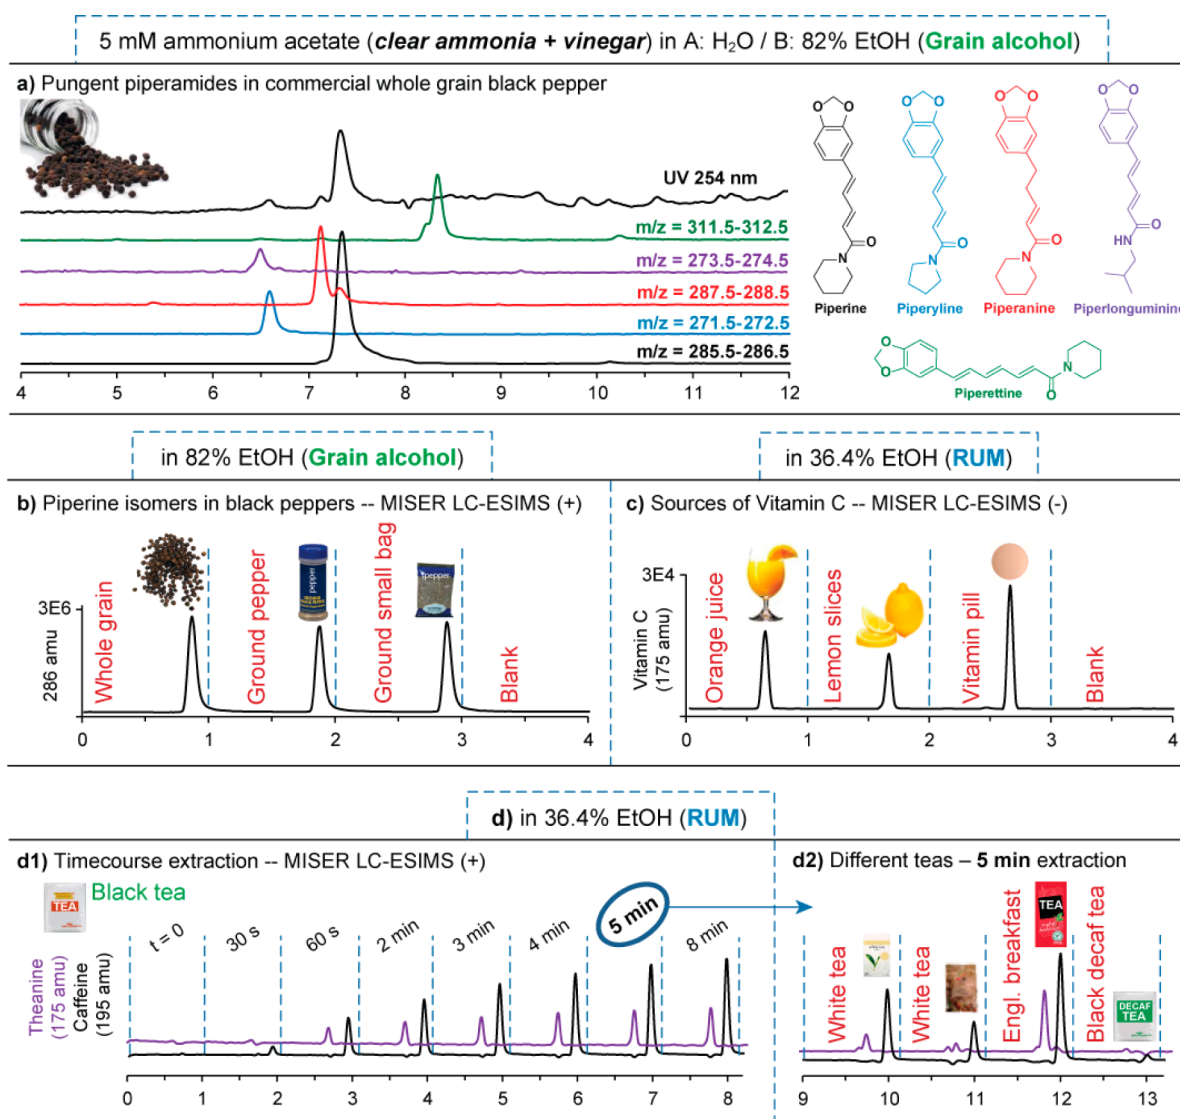 5 mM ammonium acetate (clear ammonia + vinegar) in A: H₂O / B: 82% EtOH (Grain alcohol)
a) Pungent piperamides in commercial whole grain black pepper
UV 254 nm
m/z = 311.5-312.5
m/z = 273.5-274.5
m/z = 287.5-288.5
m/z = 271.5-272.5
m/z = 285.5-286.5
4 5 6 7 8 9 10 11 12
O O O O O O O O
N O N O N O HN O
Piperine Piperyline Piperanine Piperlonguminine
O O N O
Piperettine
in 82% EtOH (Grain alcohol)
b) Piperine isomers in black peppers -- MISER LC-ESIMS (+)
3E6
286 amu
Whole grain
Ground pepper
Ground small bag
Blank
pepper
pepper
0 1 2 3 4
in 36.4% EtOH (RUM)
c) Sources of Vitamin C -- MISER LC-ESIMS (-)
3E4
Vitamin C
(175 amu)
Orange juice
Lemon slices
Vitamin pill
Blank
0 1 2 3 4
d) in 36.4% EtOH (RUM)
d1) Timecourse extraction -- MISER LC-ESIMS (+)
TEA
Black tea
t = 0 30 s 60 s 2 min 3 min 4 min 5 min 8 min
Theanine
(175 amu)
Caffeine
(195 amu)
0 1 2 3 4 5 6 7 8
d2) Different teas – 5 min extraction
White tea
White tea
Engl. breakfast
TEA
Black decaf tea
DECAF
TEA
9 10 11 12 13